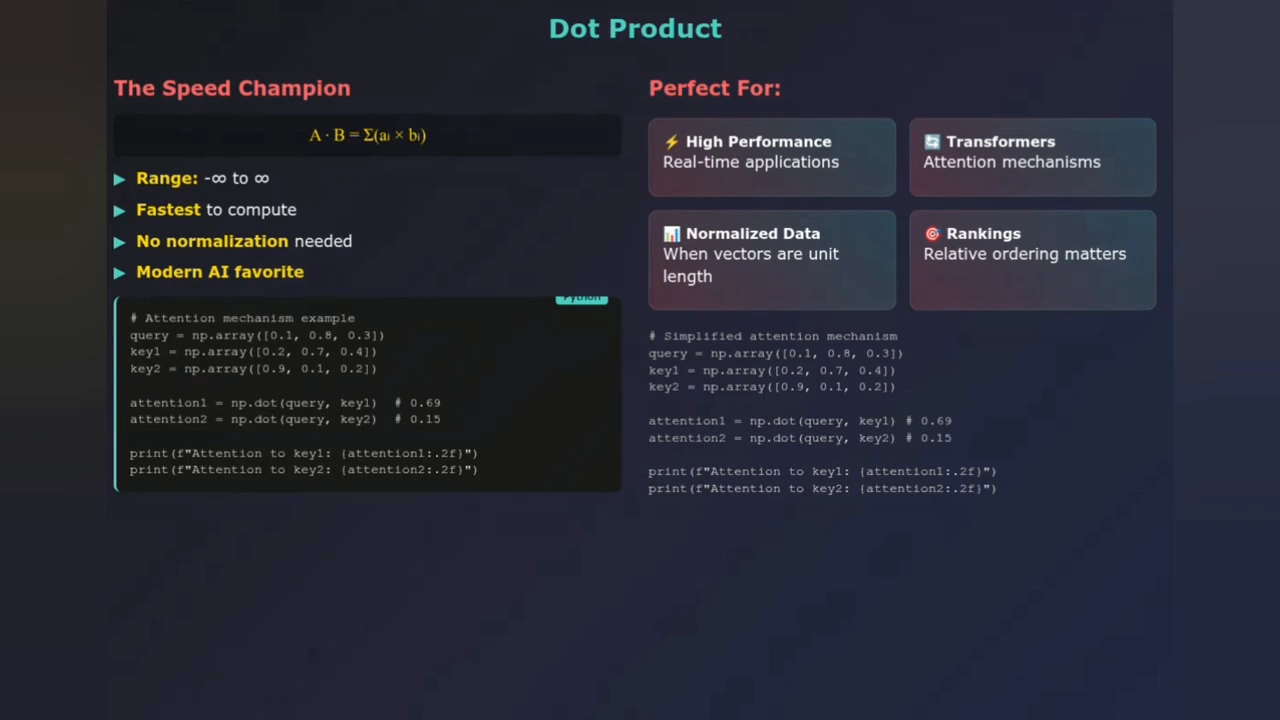 Dot Product
The Speed Champion
A · B = Σ(aᵢ × bᵢ)
▶ Range: -∞ to ∞
▶ Fastest to compute
▶ No normalization needed
▶ Modern AI favorite
Python
# Attention mechanism example
query = np.array([0.1, 0.8, 0.3])
key1 = np.array([0.2, 0.7, 0.4])
key2 = np.array([0.9, 0.1, 0.2])
attention1 = np.dot(query, key1)  # 0.69
attention2 = np.dot(query, key2)  # 0.15
print(f"Attention to key1: {attention1:.2f}")
print(f"Attention to key2: {attention2:.2f}")
Perfect For:
⚡ High Performance
Real-time applications
🔄 Transformers
Attention mechanisms
📊 Normalized Data
When vectors are unit
length
🎯 Rankings
Relative ordering matters
# Simplified attention mechanism
query = np.array([0.1, 0.8, 0.3])
key1 = np.array([0.2, 0.7, 0.4])
key2 = np.array([0.9, 0.1, 0.2])
attention1 = np.dot(query, key1) # 0.69
attention2 = np.dot(query, key2) # 0.15
print(f"Attention to key1: {attention1:.2f}")
print(f"Attention to key2: {attention2:.2f}")